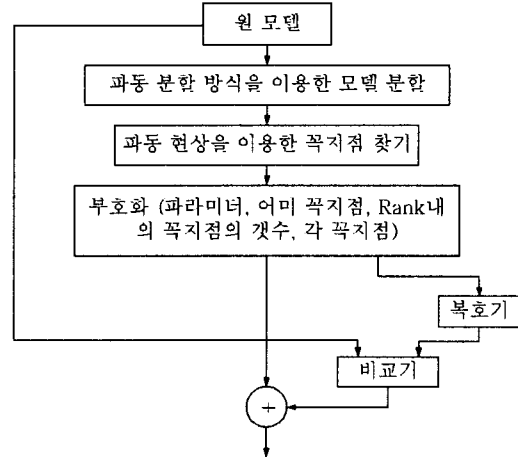 원 모델
파동 분할 방식을 이용한 모델 분할
파동 현상을 이용한 꼭지점 찾기
부호화 (파라미너, 어미 꼭지점, Rank내
의 꼭지점의 갯수, 각 꼭지점)
복호기
비교기
+